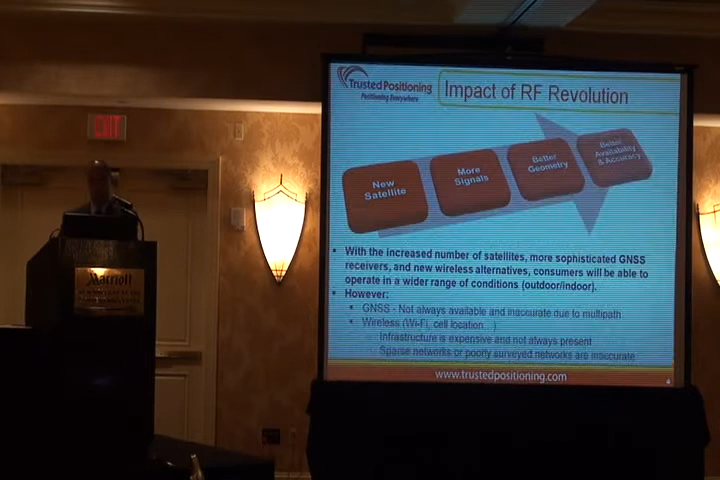 EXIT
Marriott
Trusted Positioning
Positioning Everywhere
Impact of RF Revolution
New
Satellite
More
Signals
Better
Geometry
Better
Availability
& Accuracy
• With the increased number of satellites, more sophisticated GNSS
receivers, and new wireless alternatives, consumers will be able to
operate in a wider range of conditions (outdoor/indoor).
• However:
• GNSS - Not always available and inaccurate due to multipath
• Wireless (Wi-Fi, cell location…)
Infrastructure is expensive and not always present
Sparse networks or poorly surveyed networks are inaccurate
www.trustedpositioning.com